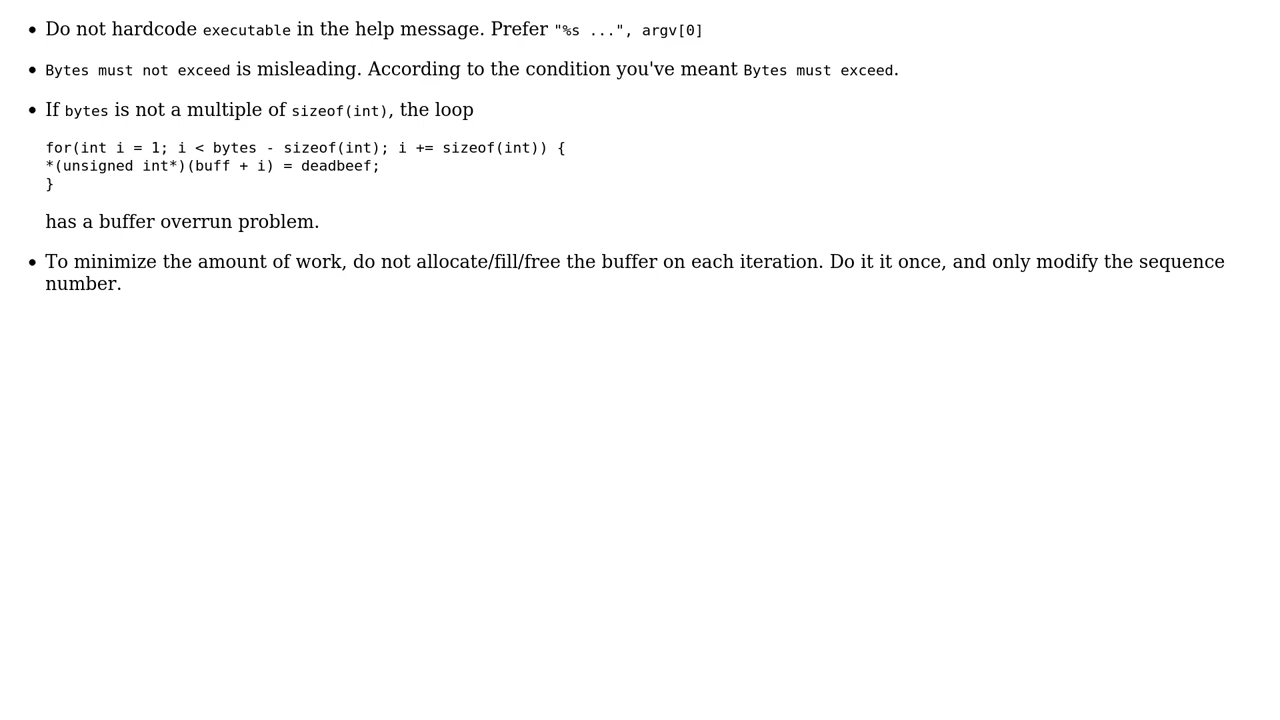 Do not hardcode executable in the help message. Prefer "%s ...", argv[0]
Bytes must not exceed is misleading. According to the condition you've meant Bytes must exceed.
If bytes is not a multiple of sizeof(int), the loop
for(int i = 1; i < bytes - sizeof(int); i += sizeof(int)) {
*(unsigned int*)(buff + i) = deadbeef;
}
has a buffer overrun problem.
To minimize the amount of work, do not allocate/fill/free the buffer on each iteration. Do it it once, and only modify the sequence
number.